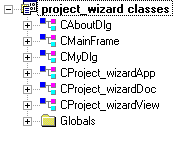 project_wizard classes
CAboutDlg
CMainFrame
CMyDlg
CProject_wizardApp
CProject_wizardDoc
CProject_wizardView
Globals